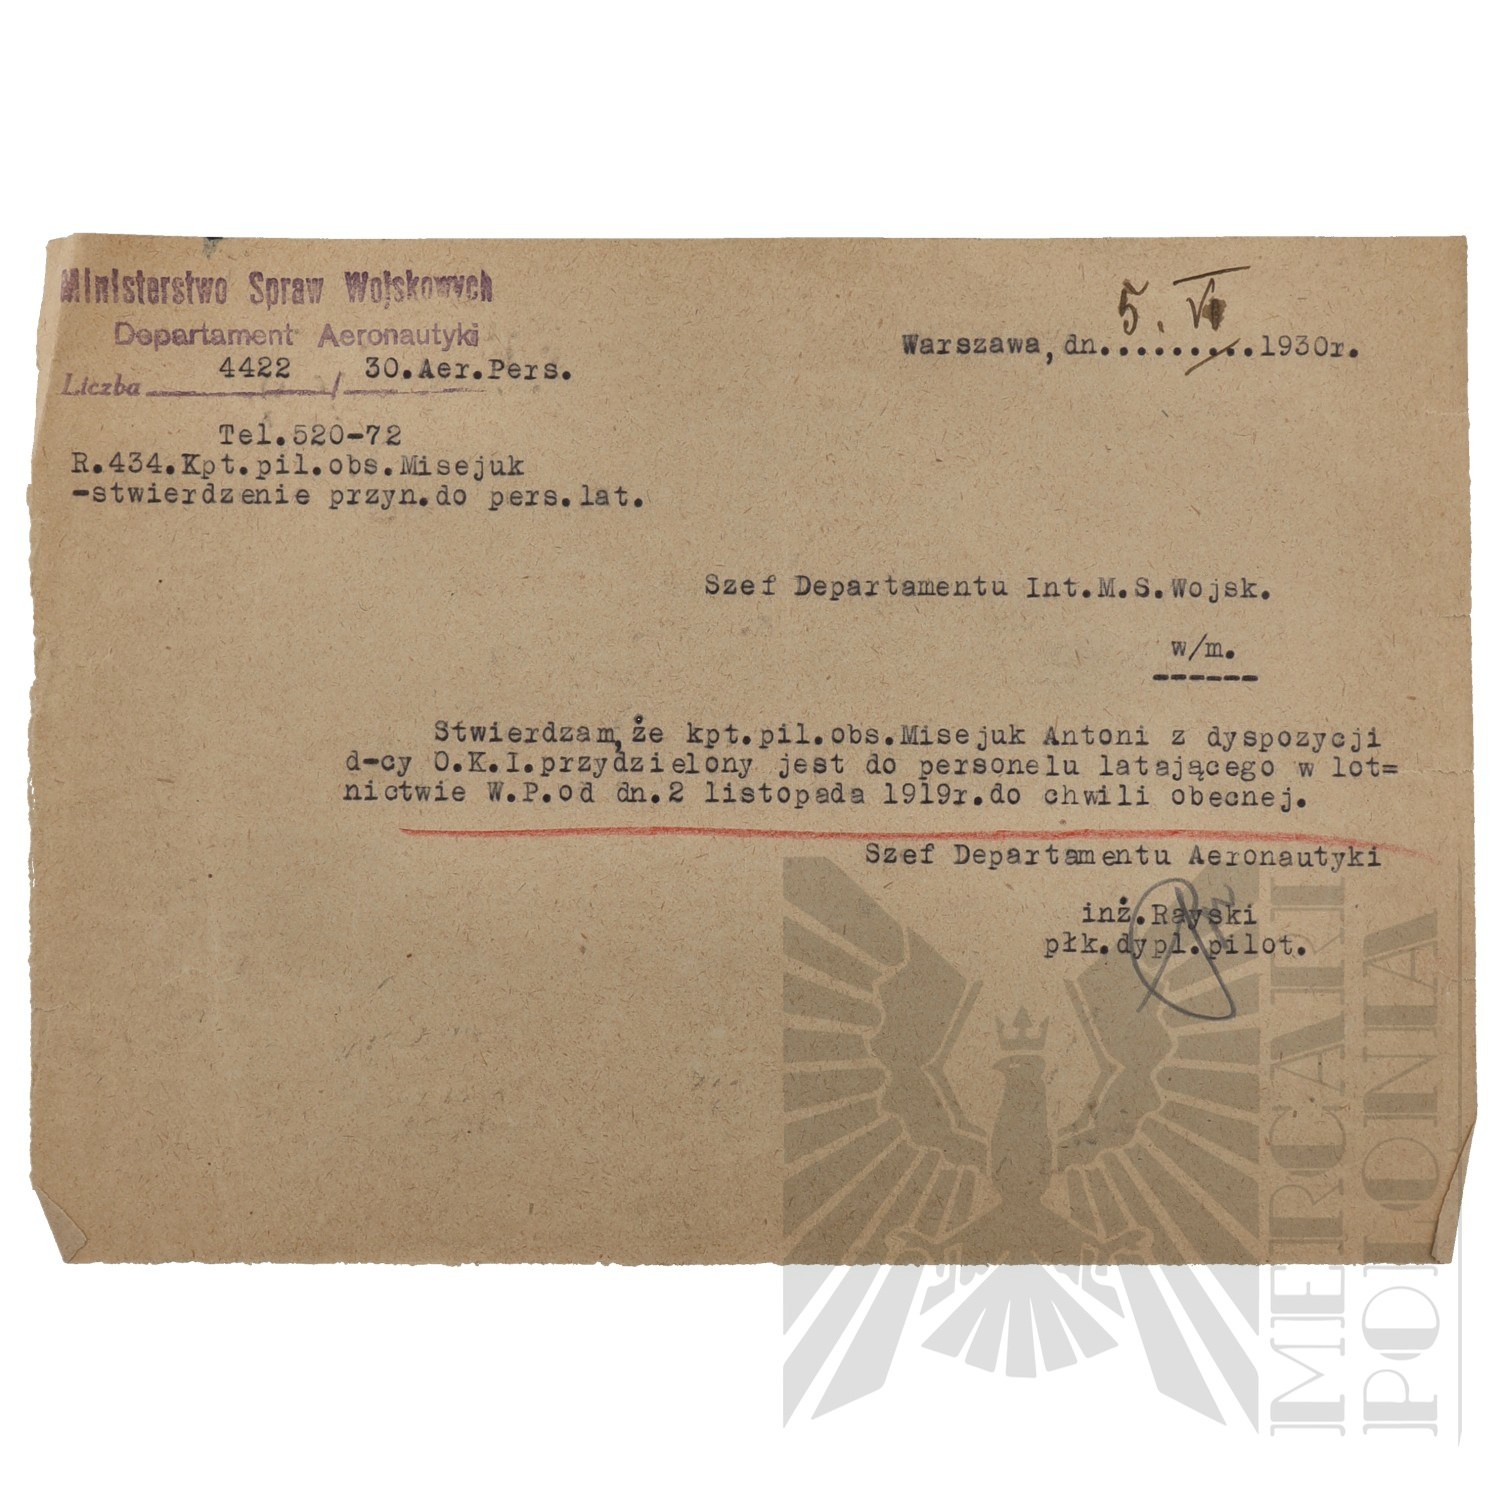 Ministerstwo Spraw Wojskowych
Departament Aeronautyki
Liczba 4422 / 30.Aer.Pers.
Warszawa, dn. 5. VI 1930r.
Tel.520-72
R.434.Kpt.pil.obs.Misejuk
-stwierdzenie przyn.do pers.lat.
Szef Departamentu Int.M.S.Wojsk.
w/m.
Stwierdzam, że kpt.pil.obs.Misejuk Antoni z dyspozycji
d-cy O.K.I.przydzielony jest do personelu latającego w lot=
nictwie W.P.od dn.2 listopada 1919r.do chwili obecnej.
Szef Departamentu Aeronautyki
inż.Rayski
płk.dypl.pilot.
IMERCARII
POLONIA